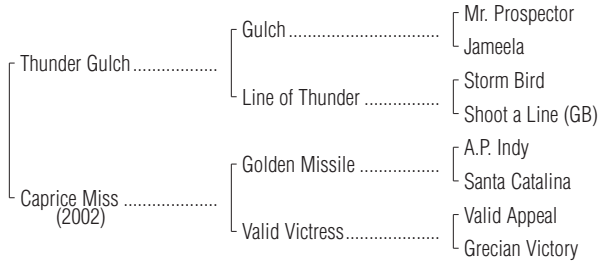 Mr. Prospector
Gulch..................................
Jameela
Thunder Gulch...................
Storm Bird
Line of Thunder .................
Shoot a Line (GB)
A.P. Indy
Golden Missile ..................
Santa Catalina
Caprice Miss .....................
(2002)
Valid Appeal
Valid Victress.....................
Grecian Victory